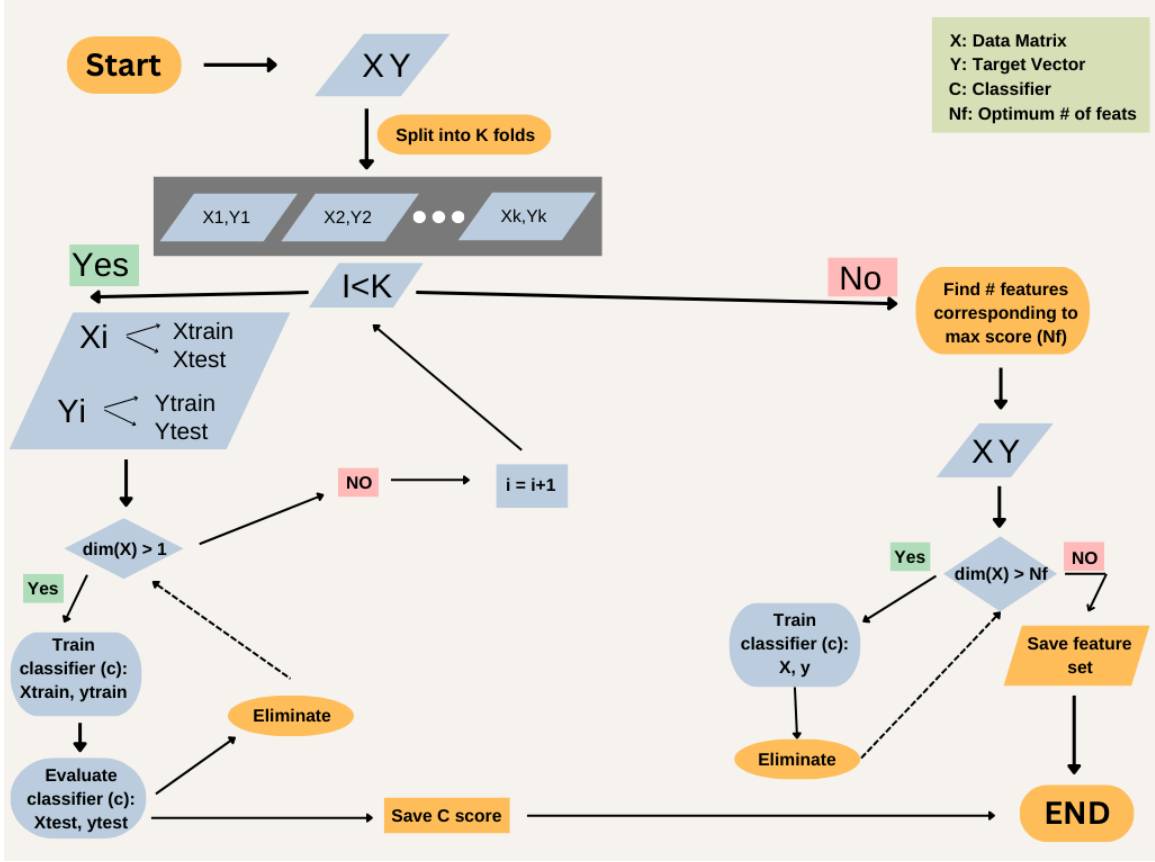 Start
X Y
X: Data Matrix
Y: Target Vector
C: Classifier
Nf: Optimum # of feats
Split into K folds
X1,Y1
X2,Y2
Xk,Yk
Yes
I<K
No
Find # features
corresponding to
max score (Nf)
Xi
Xtrain
Xtest
Yi
Ytrain
Ytest
NO
i = i+1
X Y
dim(X) > 1
Yes
dim(X) > Nf
NO
Yes
Train
classifier (c):
Xtrain, ytrain
Train
classifier (c):
X, y
Save feature
set
Eliminate
Eliminate
Evaluate
classifier (c):
Xtest, ytest
Save C score
END